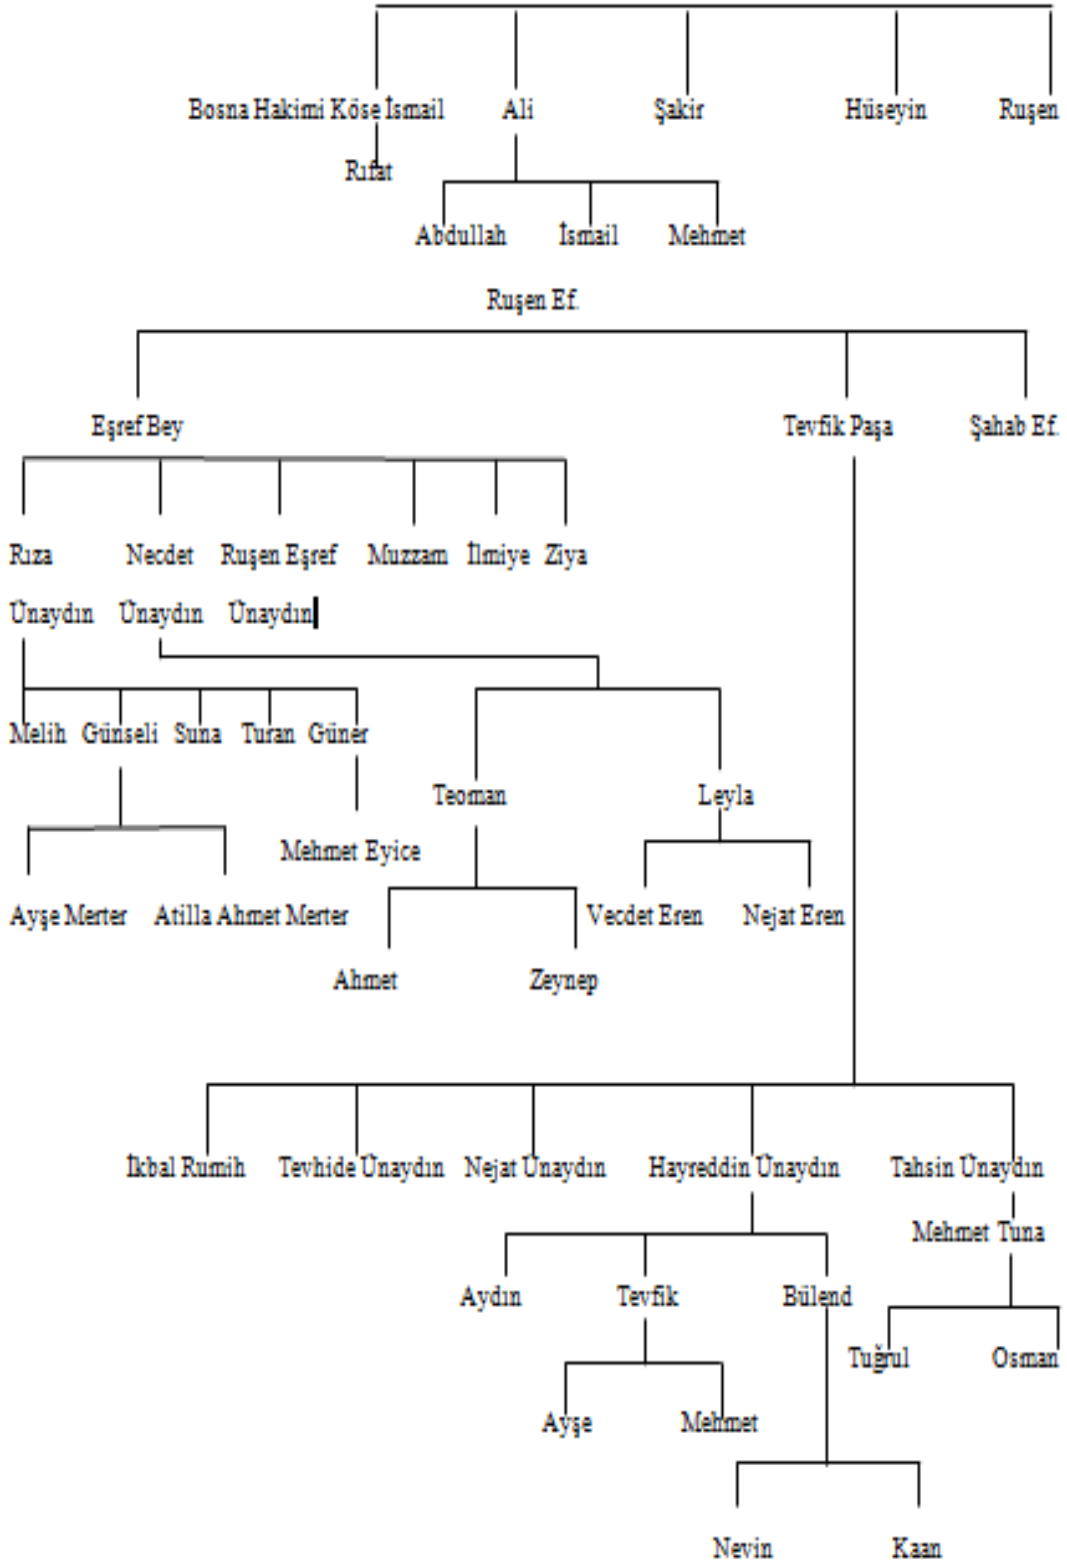 Bosna Hakimi Köse İsmail Ali Şakir Hüseyin Ruşen
Rıfat
Abdullah İsmail Mehmet
Ruşen Ef.
Eşref Bey Tevfik Paşa Şahab Ef.
Rıza Necdet Ruşen Eşref Muzzam İlmiye Ziya
Ünaydın Ünaydın Ünaydın
Melih Günseli Suna Turan Güner
Teoman Leyla
Mehmet Eyice
Ayşe Merter Atilla Ahmet Merter Vecdet Eren Nejat Eren
Ahmet Zeynep
İkbal Rumih Tevhide Ünaydın Nejat Ünaydın Hayreddin Ünaydın Tahsin Ünaydın
Mehmet Tuna
Aydın Tevfik Bülend
Tuğrul Osman
Ayşe Mehmet
Nevin Kaan